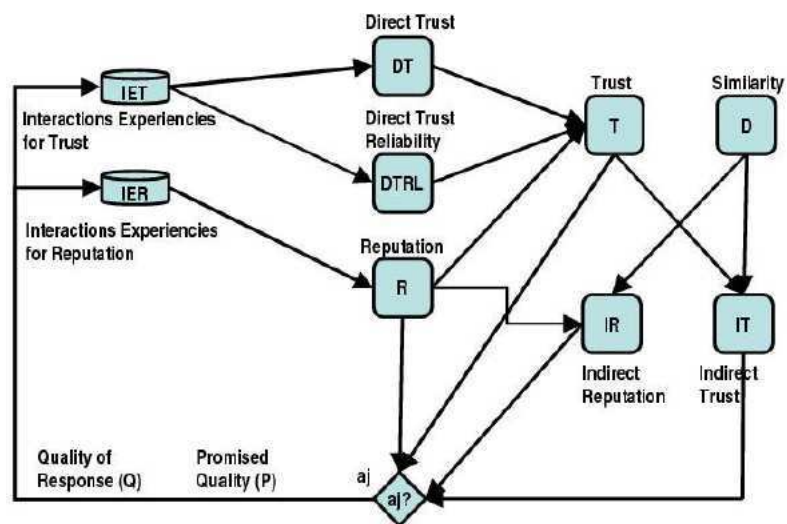 Direct Trust
DT
IET
Interactions Experiencies
for Trust
Direct Trust
Reliability
DTRL
Trust
T
Similarity
D
IER
Interactions Experiencies
for Reputation
Reputation
R
IR
Indirect
Reputation
IT
Indirect
Trust
Quality of
Response (Q)
Promised
Quality (P)
aj
aj?